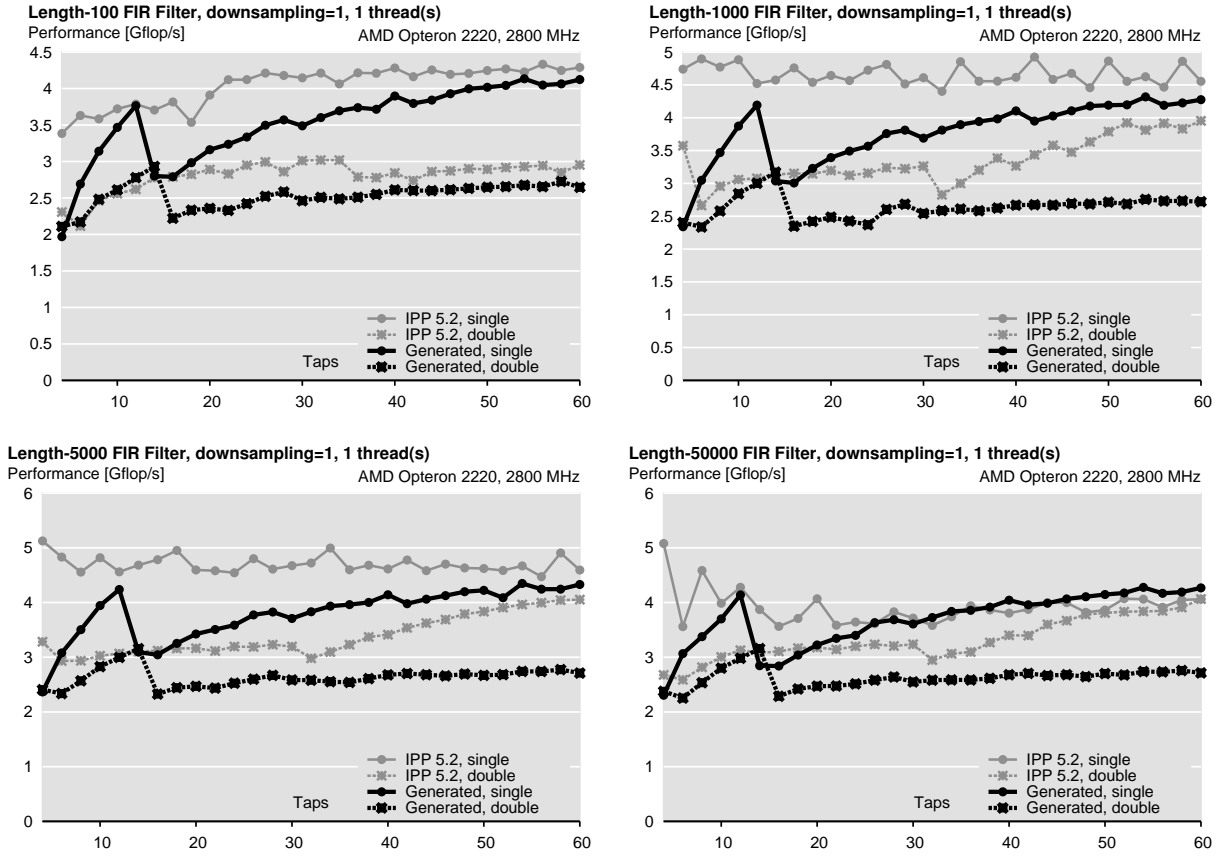 Length-100 FIR Filter, downsampling=1, 1 thread(s)
Performance [Gflop/s]
AMD Opteron 2220, 2800 MHz
4.5
4
3.5
3
2.5
2
1.5
1
0.5
0
IPP 5.2, single
IPP 5.2, double
Generated, single
Generated, double
Taps
10 20 30 40 50 60
Length-1000 FIR Filter, downsampling=1, 1 thread(s)
Performance [Gflop/s]
AMD Opteron 2220, 2800 MHz
5
4.5
4
3.5
3
2.5
2
1.5
1
0.5
0
IPP 5.2, single
IPP 5.2, double
Generated, single
Generated, double
Taps
10 20 30 40 50 60
Length-5000 FIR Filter, downsampling=1, 1 thread(s)
Performance [Gflop/s]
AMD Opteron 2220, 2800 MHz
6
5
4
3
2
1
0
IPP 5.2, single
IPP 5.2, double
Generated, single
Generated, double
Taps
10 20 30 40 50 60
Length-50000 FIR Filter, downsampling=1, 1 thread(s)
Performance [Gflop/s]
AMD Opteron 2220, 2800 MHz
6
5
4
3
2
1
0
IPP 5.2, single
IPP 5.2, double
Generated, single
Generated, double
Taps
10 20 30 40 50 60